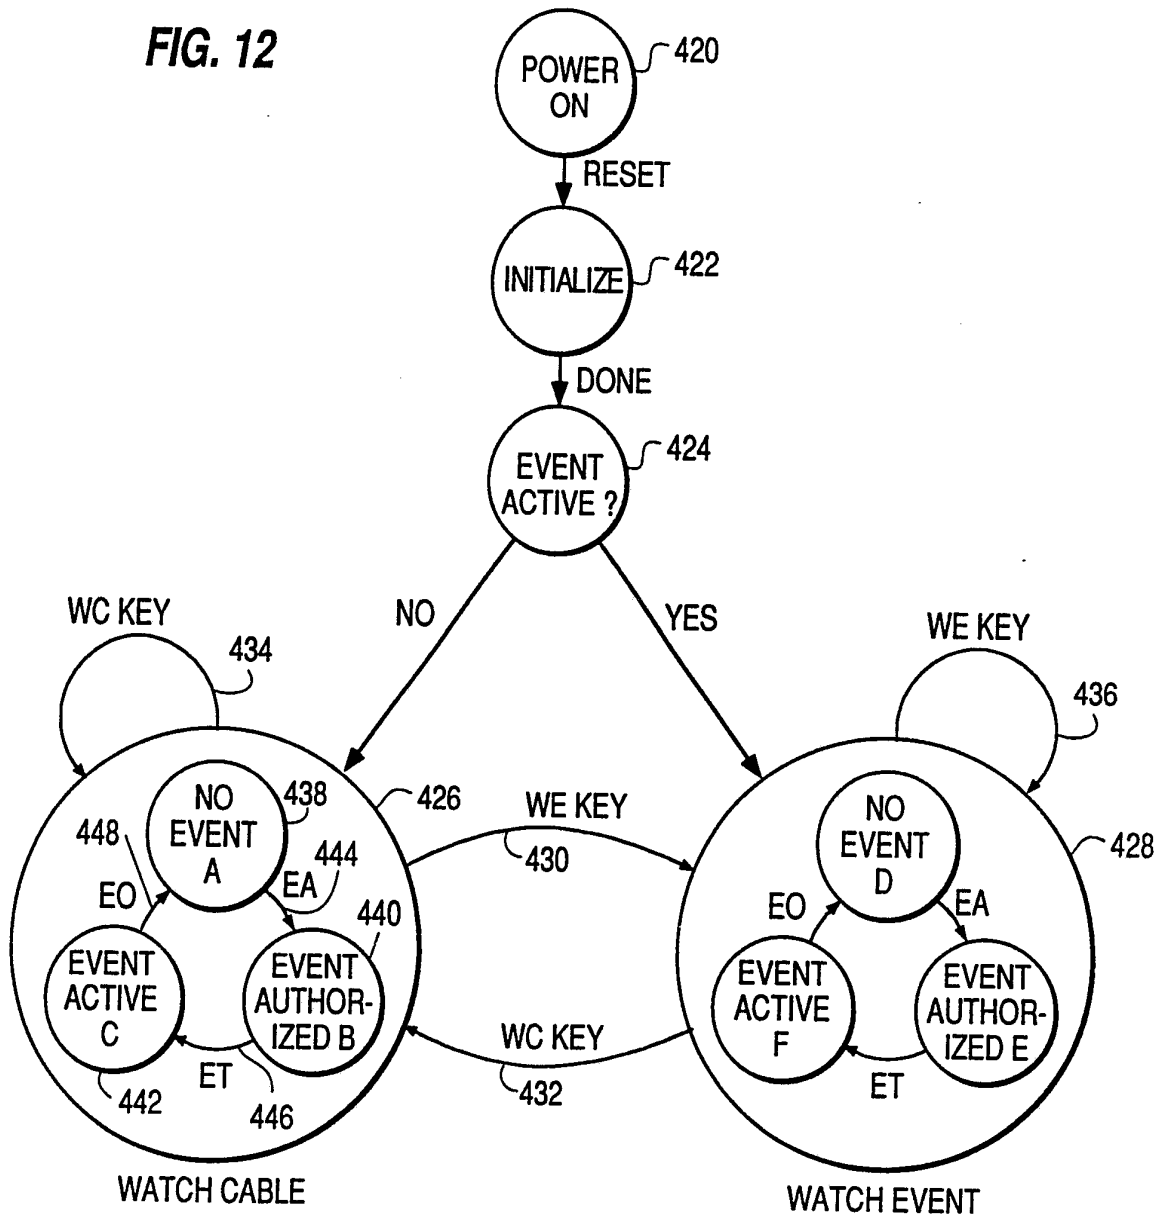 FIG. 12
POWER
ON
420
RESET
INITIALIZE
422
DONE
EVENT
ACTIVE ?
424
NO
YES
WC KEY
434
WE KEY
436
NO
EVENT
A
438
426
448
444
EO
EA
440
EVENT
ACTIVE
C
EVENT
AUTHOR-
IZED B
ET
442
446
WATCH CABLE
WE KEY
430
WC KEY
432
NO
EVENT
D
428
EO
EA
EVENT
ACTIVE
F
EVENT
AUTHOR-
IZED E
ET
WATCH EVENT